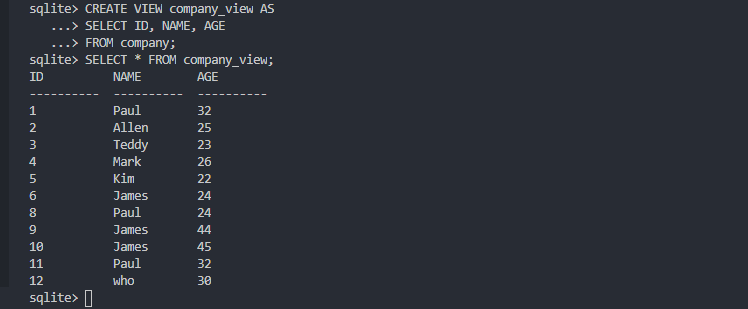 sqlite> CREATE VIEW company_view AS
   ...> SELECT ID, NAME, AGE
   ...> FROM company;
sqlite> SELECT * FROM company_view;
ID          NAME        AGE
----------  ----------  ----------
1           Paul        32
2           Allen       25
3           Teddy       23
4           Mark        26
5           Kim         22
6           James       24
8           Paul        24
9           James       44
10          James       45
11          Paul        32
12          who         30
sqlite>